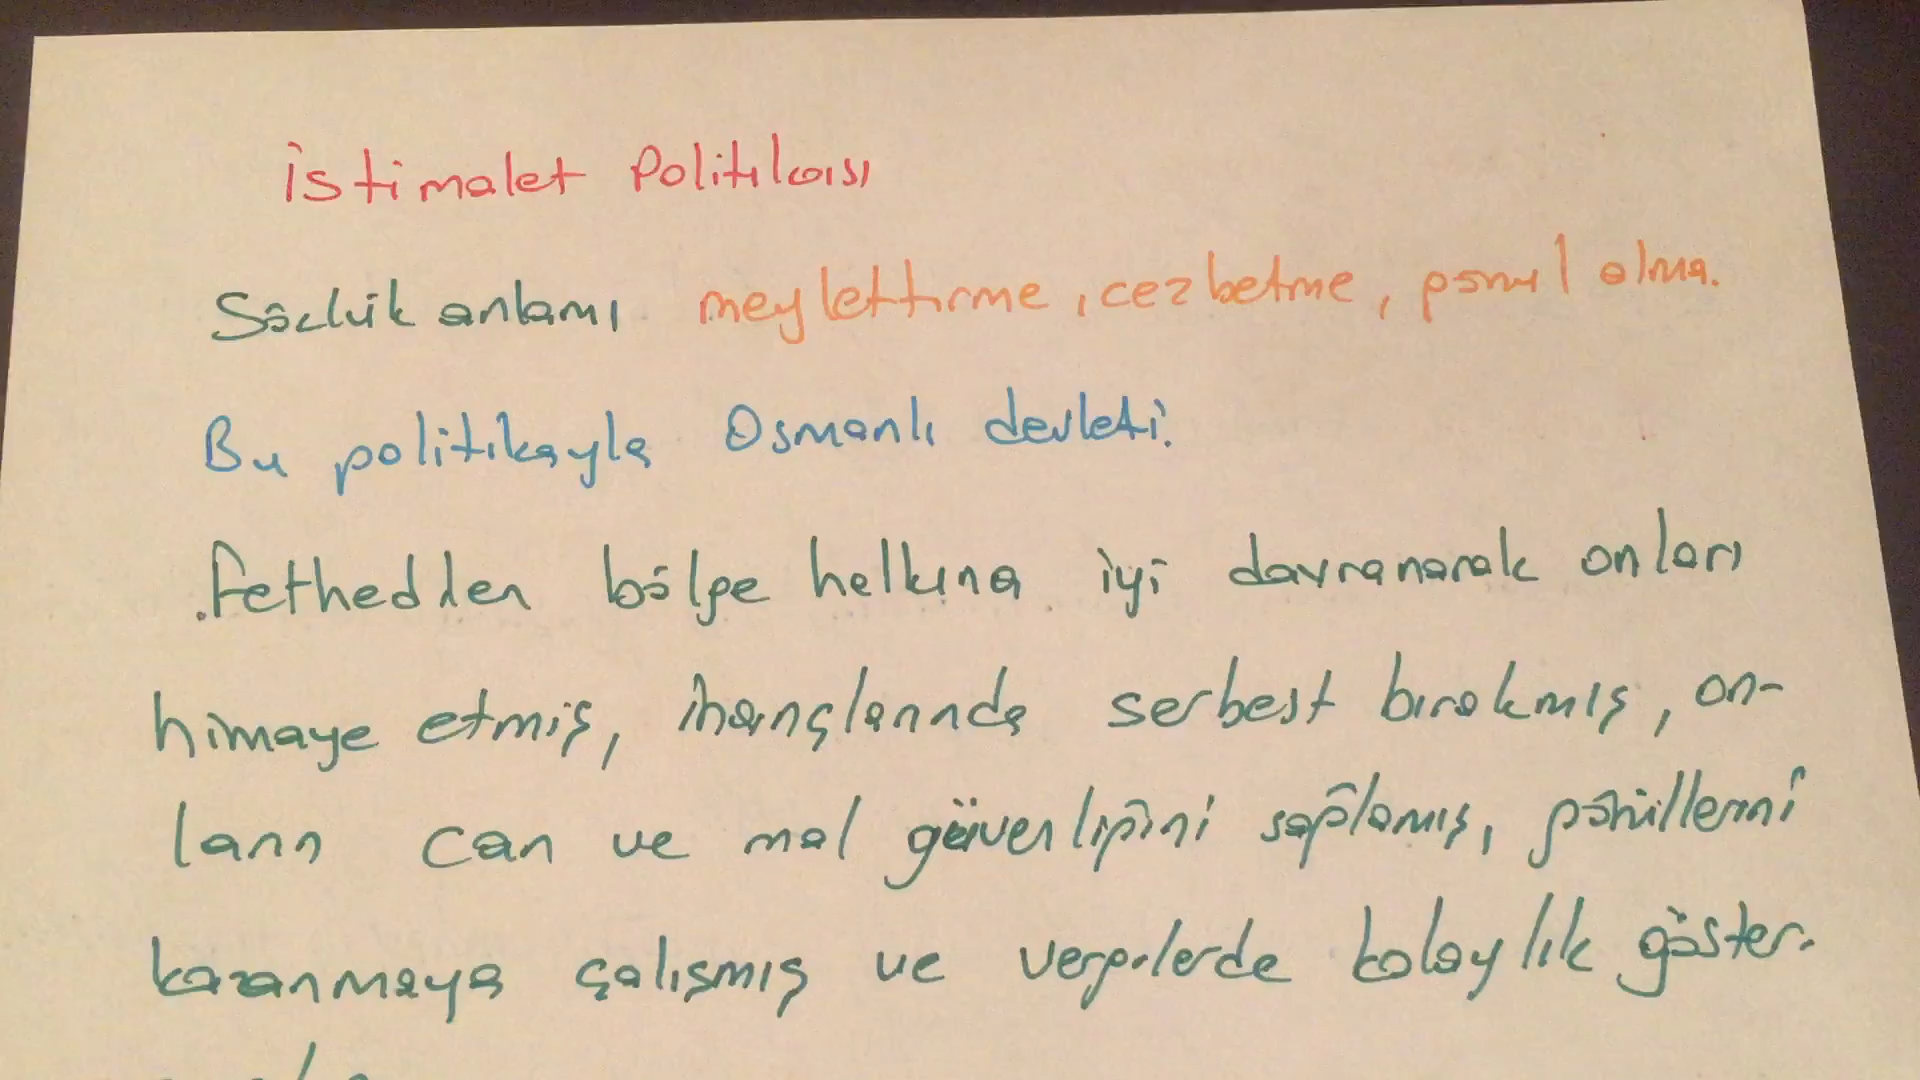 İstimalet Politikası
Sözlük anlamı meylettirme, cezbetme, gönül alma.
Bu politikayla Osmanlı devleti.
.Fethedilen bölge halkına iyi davranarak onları
himaye etmiş, inançlarında serbest bırakmış, on-
ların can ve mal güvenliğini sağlamış, gönüllerini
kazanmaya çalışmış ve vergilerde kolaylık göster.